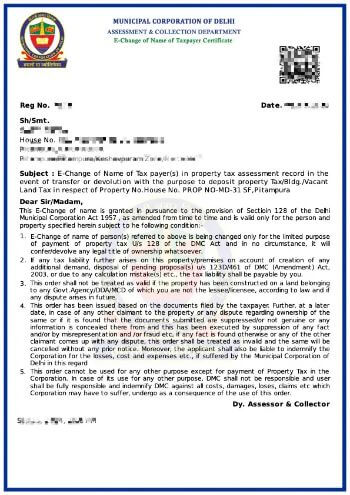 MUNICIPAL CORPORATION OF DELHI
ASSESSMENT & COLLECTION DEPARTMENT
E-Change of Name of Taxpayer Certificate
Reg No.
Date.
Sh/Smt.
House No.
Subject : E-Change of Name of Tax payer(s) in property tax assessment record in the
event of transfer or devolution with the purpose to deposit property Tax/Bldg./Vacant
Land Tax in respect of Property No.House No. PROP NO-MD-31 SF,Pitampura
Dear Sir/Madam,
This E-Change of Name is granted in pursuance to the provision of Section 128 of the Delhi
Municipal Corporation Act 1957 , as amended from time to time and is valid only for the person and
property specified herein subject to he following condition:-
1. E-Change of name of person(s) referred to above is being changed only for the limited purpose
of payment of property tax U/s 128 of the DMC Act and in no circumstance, it will
confer/devolve any legal title of ownership whatsoever.
2. If any tax liability further arises on this property/premises on account of creation of any
additional demand, disposal of pending proposal(s) u/s 123D/461 of DMC (Amendment) Act,
2003, or due to any calculation mistake(s) etc., the tax liability shall be payable by you.
3. This order shall not be treated as valid if the property has been constructed on a land belonging
to any Govt.Agency/DDA/MCD of which you are not the lessee/licensee, according to law and if
any dispute arises in future.
4. This order has been issued based on the documents filed by the taxpayer. Further, at a later
date, in case of any other claimant to the property or any dispute regarding ownership of the
same or if it is found that the documents submitted are suppressed/or not genuine or any
information is concealed there from and this has been executed by suppression of any fact
and/or by misrepresentation and /or fraud etc, if any fact is found otherwise or any of the other
claimant comes up with any dispute, this order shall be treated as invalid and the same will be
cancelled without any prior notice. Moreover, the applicant shall also be liable to indemnify the
Corporation for the losses, cost and expenses etc., if suffered by the Municipal Corporation of
Delhi in this regard
5. This order cannot be used for any other purpose except for payment of Property Tax in the
Corporation. In case of its use for any other purpose, DMC shall not be responsible and user
shall be fully responsible and indemnify DMC against all costs, damages, loses, claims etc which
Corporation may have to suffer, undergo as a consequence of the use of this order.
Dy. Assessor & Collector